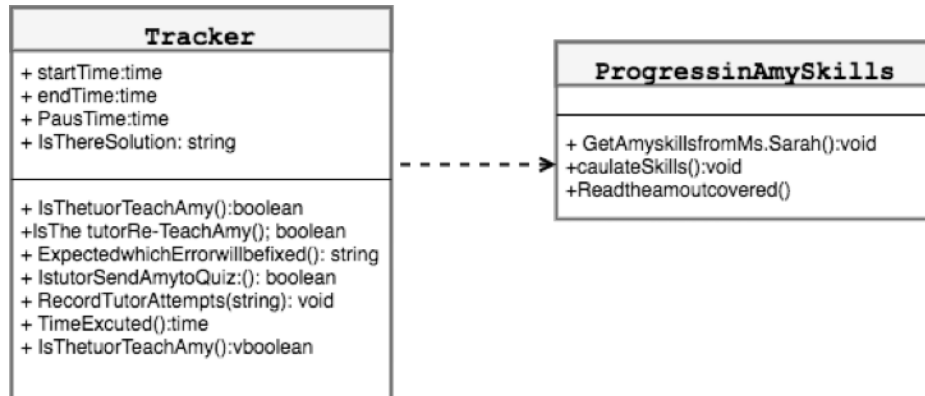 Tracker
+ startTime:time
+ endTime:time
+ PausTime:time
+ IsThereSolution: string
+ IsThetuorTeachAmy():boolean
+IsThe tutorRe-TeachAmy(); boolean
+ ExpectedwhichErrorwillbefixed(): string
+ IstutorSendAmytoQuiz:(): boolean
+ RecordTutorAttempts(string): void
+ TimeExcuted():time
+ IsThetuorTeachAmy():vboolean
ProgressinAmySkills
+ GetAmyskillsfromMs.Sarah():void
+caulateSkills():void
+Readtheamoutcovered()